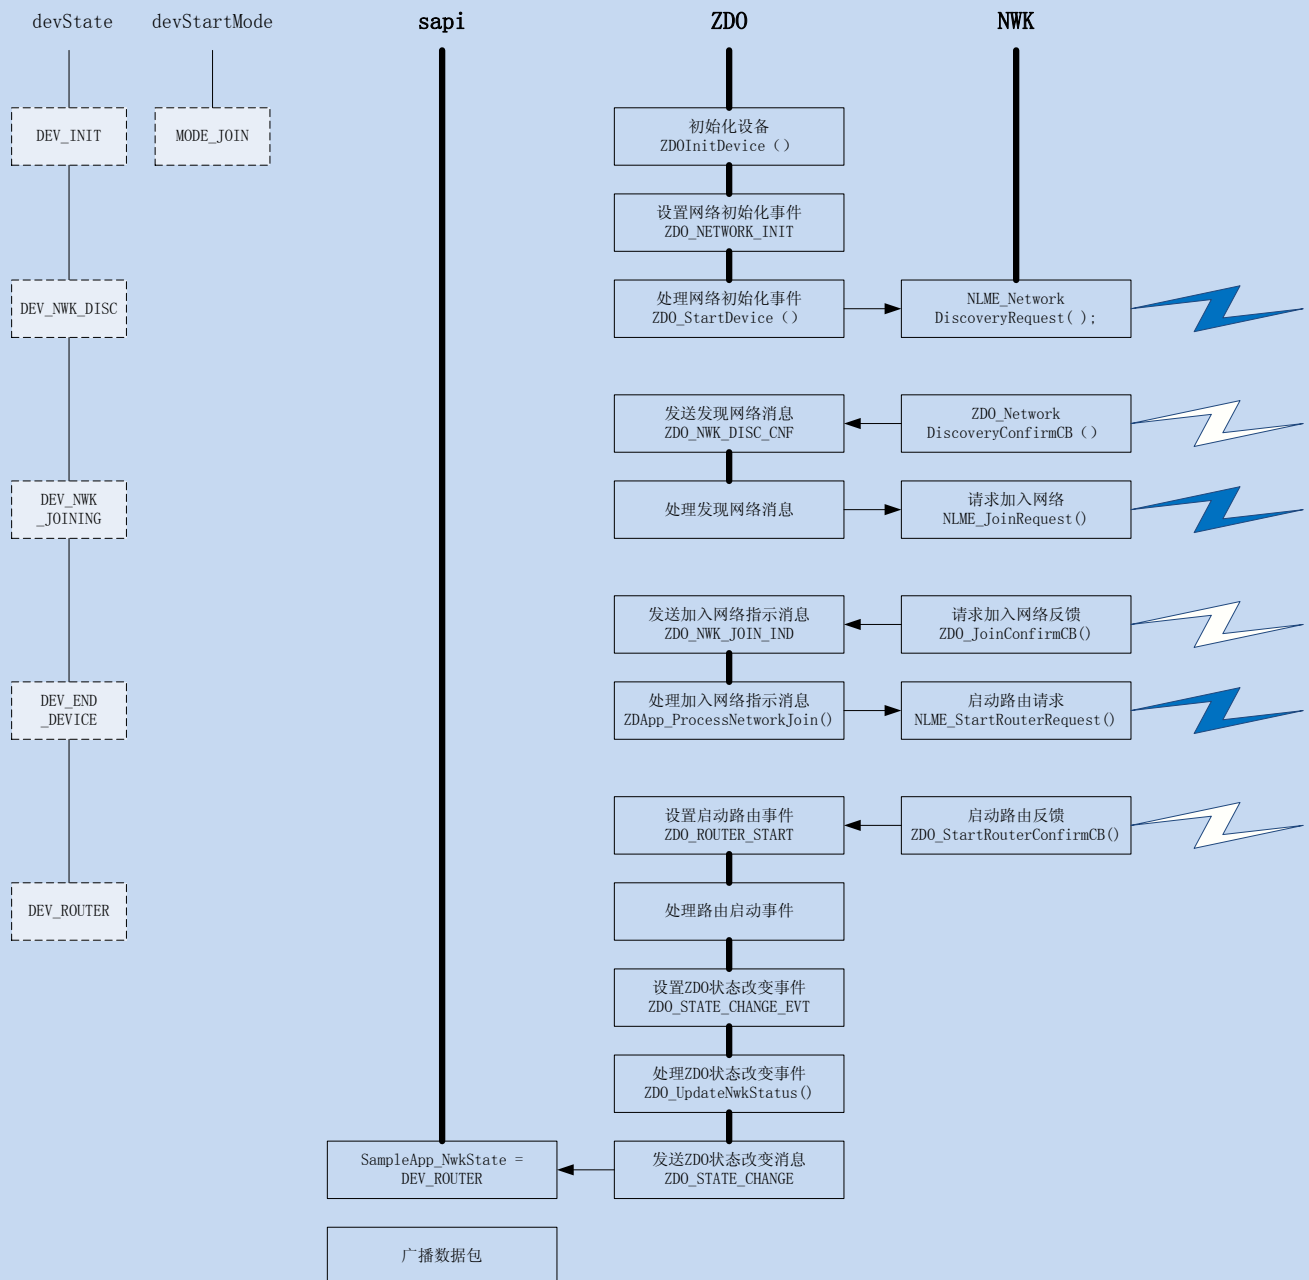 devState
devStartMode
sapi
ZDO
NWK
DEV_INIT
MODE_JOIN
初始化设备
ZDOInitDevice（）
设置网络初始化事件
ZDO_NETWORK_INIT
DEV_NWK_DISC
处理网络初始化事件
ZDO_StartDevice（）
NLME_Network
DiscoveryRequest( );
发送发现网络消息
ZDO_NWK_DISC_CNF
ZDO_Network
DiscoveryConfirmCB（）
DEV_NWK
_JOINING
处理发现网络消息
请求加入网络
NLME_JoinRequest()
发送加入网络指示消息
ZDO_NWK_JOIN_IND
请求加入网络反馈
ZDO_JoinConfirmCB()
DEV_END
_DEVICE
处理加入网络指示消息
ZDApp_ProcessNetworkJoin()
启动路由请求
NLME_StartRouterRequest()
设置启动路由事件
ZDO_ROUTER_START
启动路由反馈
ZDO_StartRouterConfirmCB()
DEV_ROUTER
处理路由启动事件
设置ZDO状态改变事件
ZDO_STATE_CHANGE_EVT
处理ZDO状态改变事件
ZDO_UpdateNwkStatus()
SampleApp_NwkState =
DEV_ROUTER
发送ZDO状态改变消息
ZDO_STATE_CHANGE
广播数据包